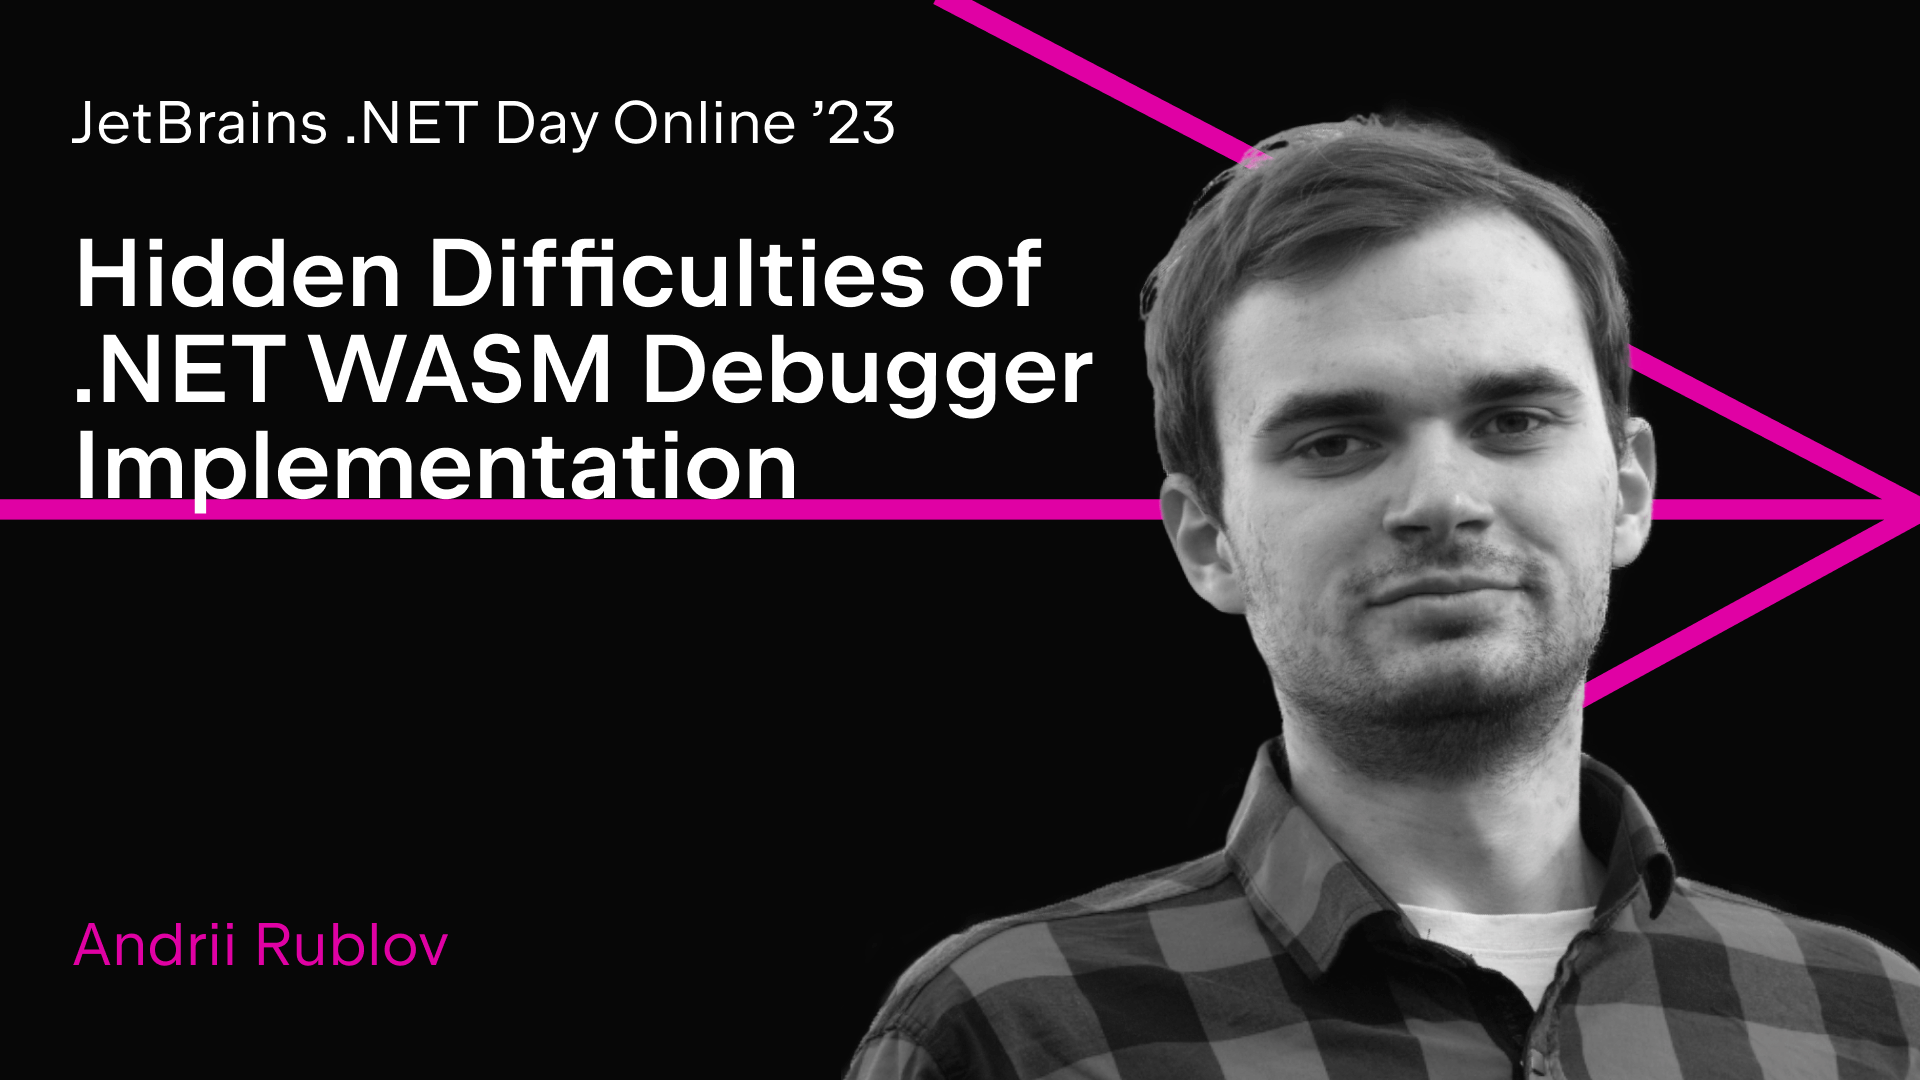 JetBrains .NET Day Online ’23
Hidden Difficulties of
.NET WASM Debugger
Implementation
Andrii Rublov